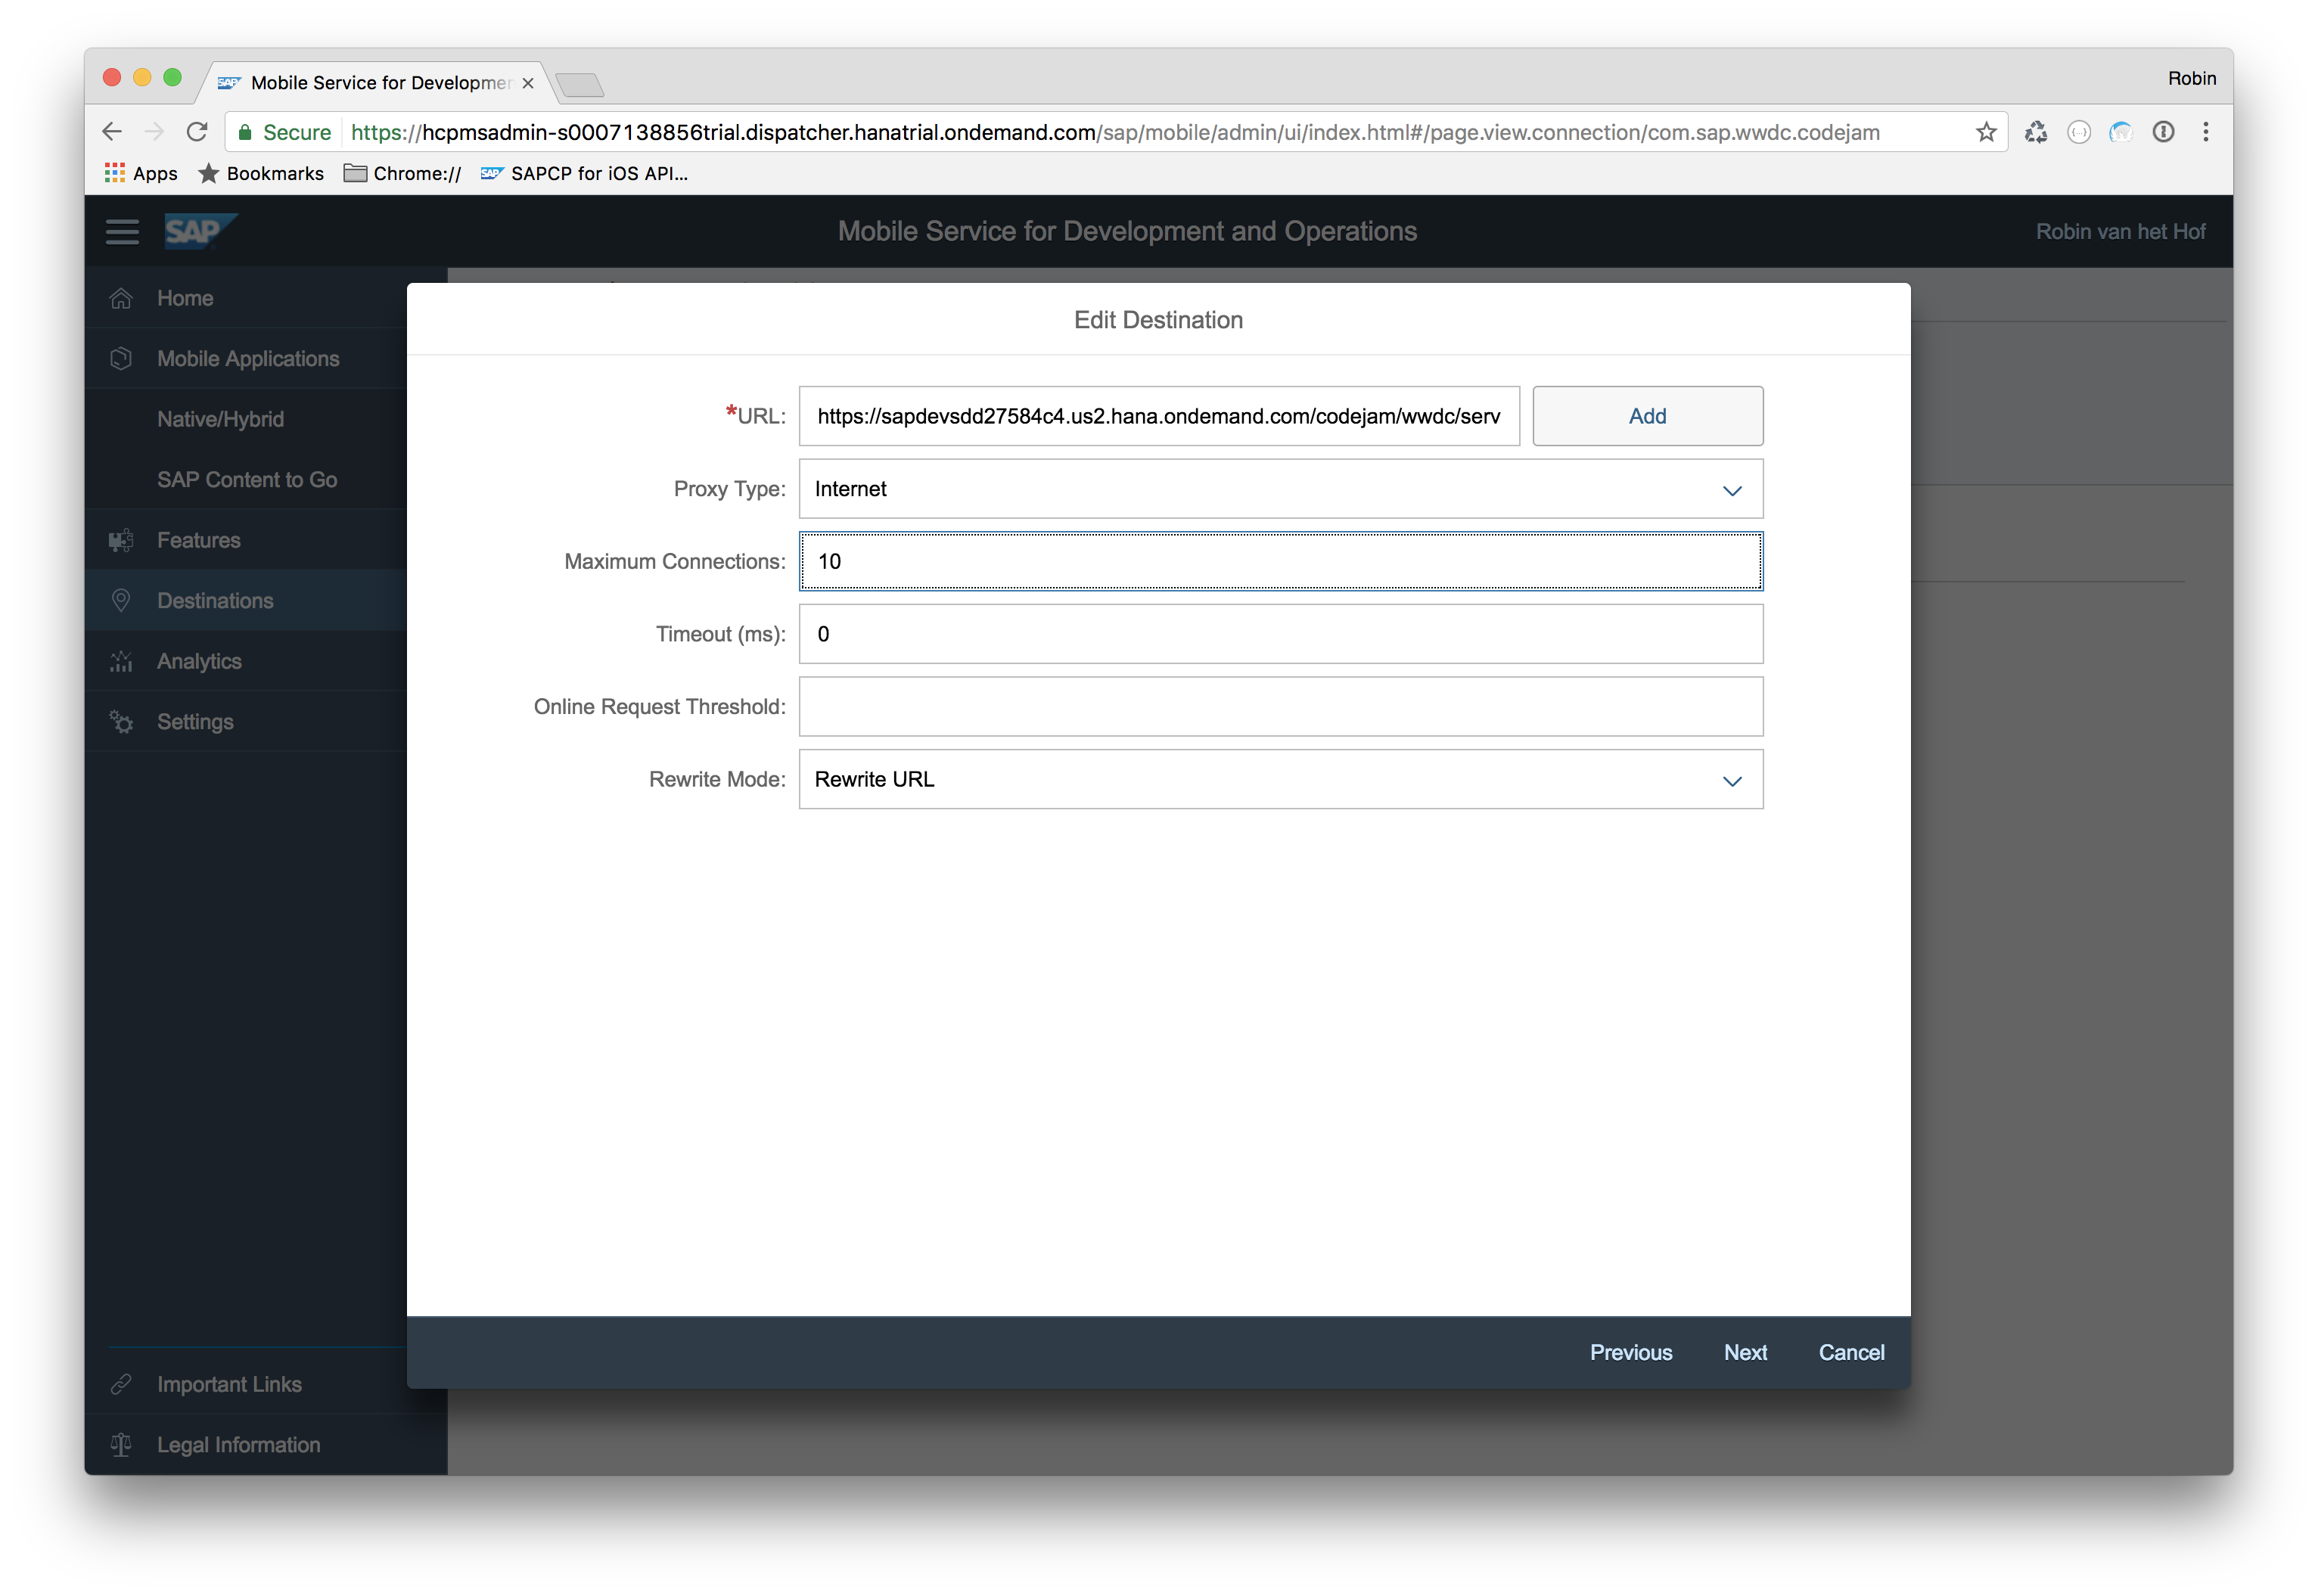 Mobile Service for Developmen
Robin
Secure https://hcpmsadmin-s0007138856trial.dispatcher.hanatrial.ondemand.com/sap/mobile/admin/ui/index.html#/page.view.connection/com.sap.wwdc.codejam
Apps Bookmarks Chrome:// SAP SAPCP for iOS API...
SAP Mobile Service for Development and Operations Robin van het Hof
Home
Mobile Applications
Native/Hybrid
SAP Content to Go
Features
Destinations
Analytics
Settings
Important Links
Legal Information
Edit Destination
*URL: https://sapdevsdd27584c4.us2.hana.ondemand.com/codejam/wwdc/serv Add
Proxy Type: Internet
Maximum Connections: 10
Timeout (ms): 0
Online Request Threshold:
Rewrite Mode: Rewrite URL
Previous Next Cancel